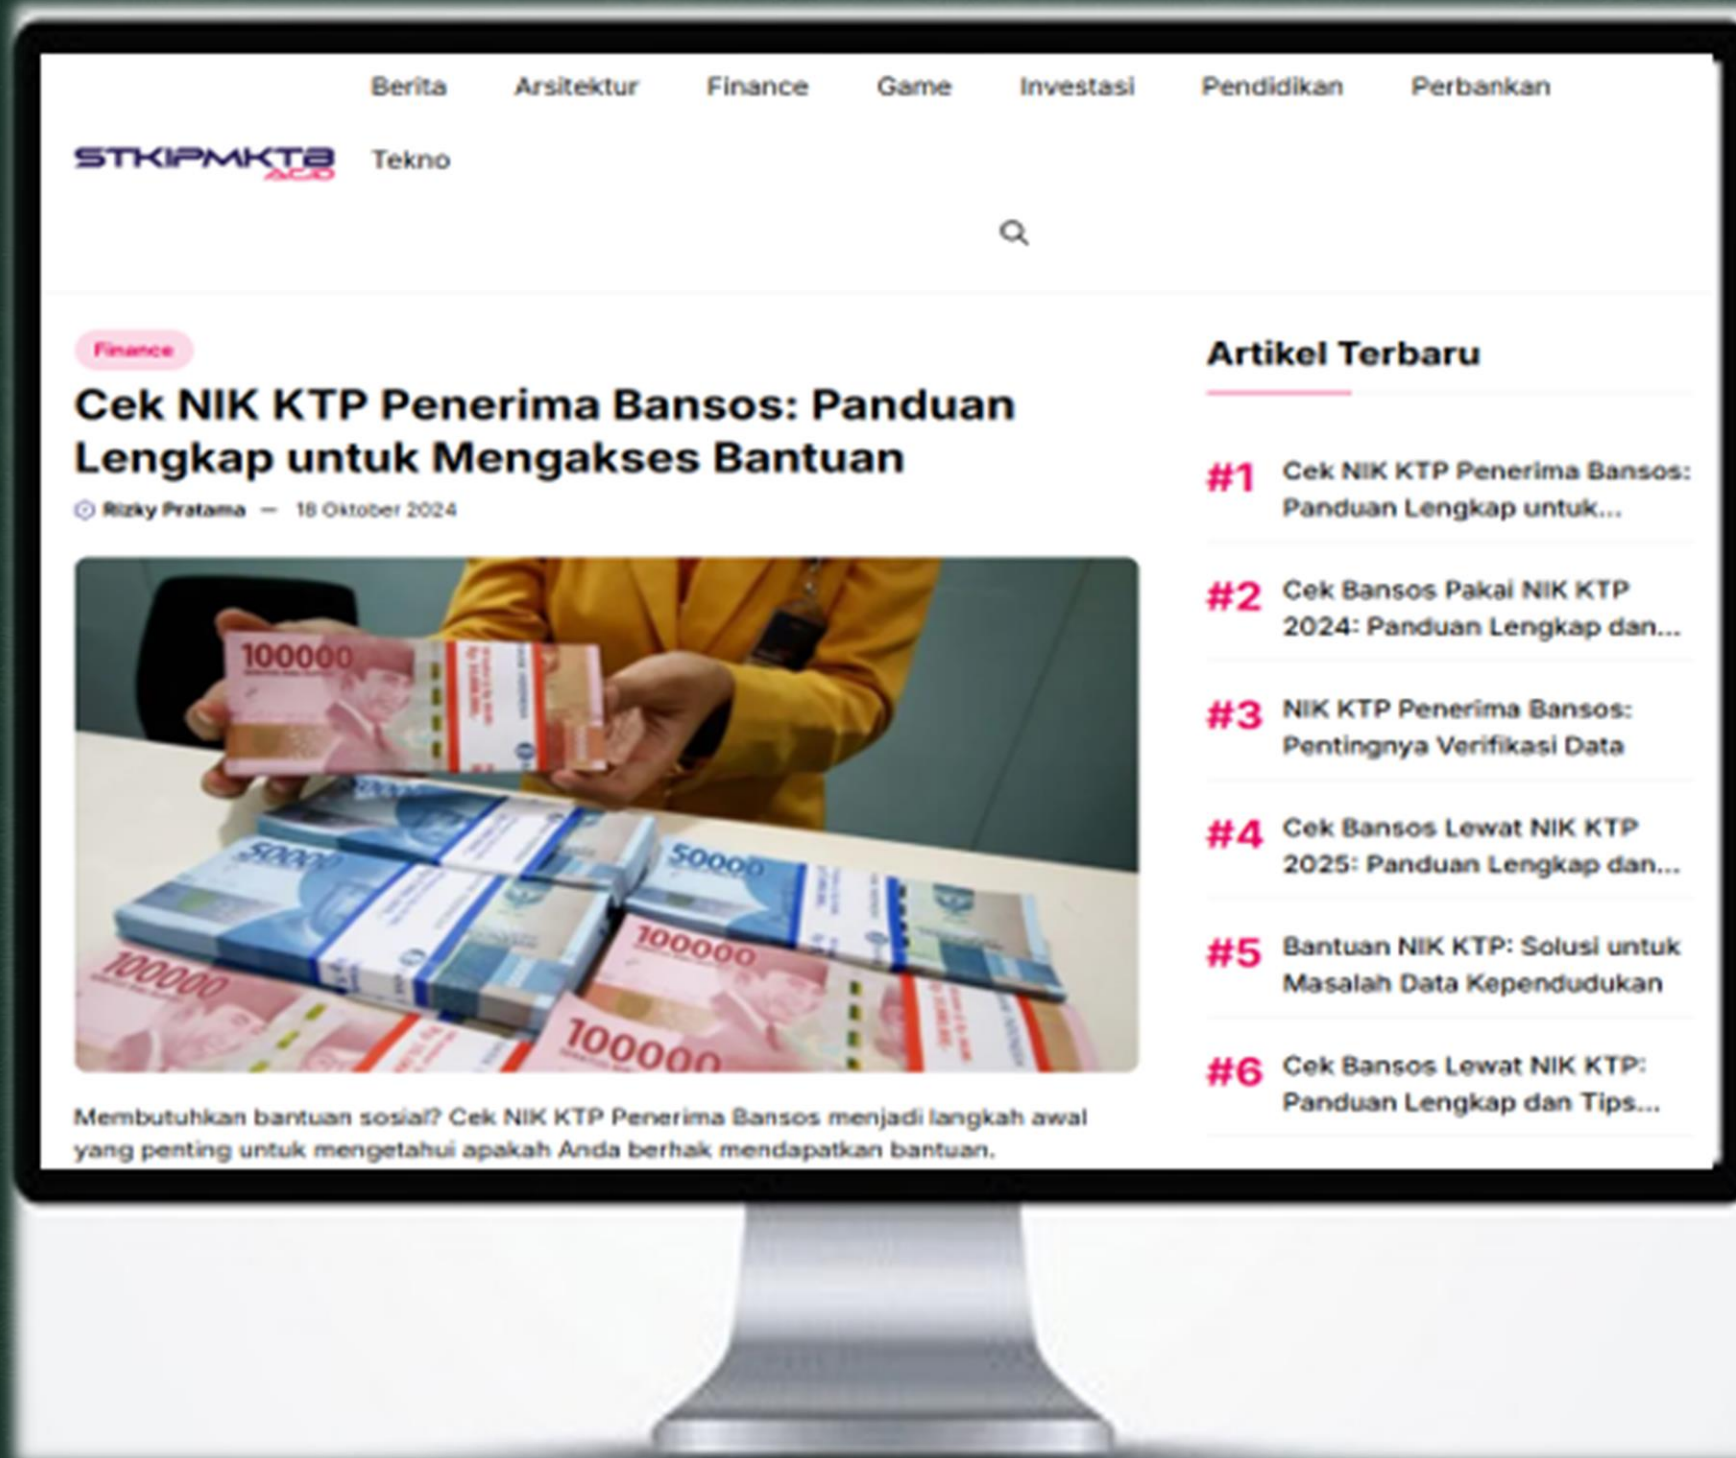 Berita Arsitektur Finance Game Investasi Pendidikan Perbankan
STKIPMKTB Tekno
ACID
Finance
Cek NIK KTP Penerima Bansos: Panduan
Lengkap untuk Mengakses Bantuan
Rizky Pratama — 18 Oktober 2024
100000
50000
50000
100000
100000
100000
Membutuhkan bantuan sosial? Cek NIK KTP Penerima Bansos menjadi langkah awal
yang penting untuk mengetahui apakah Anda berhak mendapatkan bantuan.
Artikel Terbaru
#1 Cek NIK KTP Penerima Bansos:
Panduan Lengkap untuk...
#2 Cek Bansos Pakai NIK KTP
2024: Panduan Lengkap dan...
#3 NIK KTP Penerima Bansos:
Pentingnya Verifikasi Data
#4 Cek Bansos Lewat NIK KTP
2025: Panduan Lengkap dan...
#5 Bantuan NIK KTP: Solusi untuk
Masalah Data Kependudukan
#6 Cek Bansos Lewat NIK KTP:
Panduan Lengkap dan Tips...